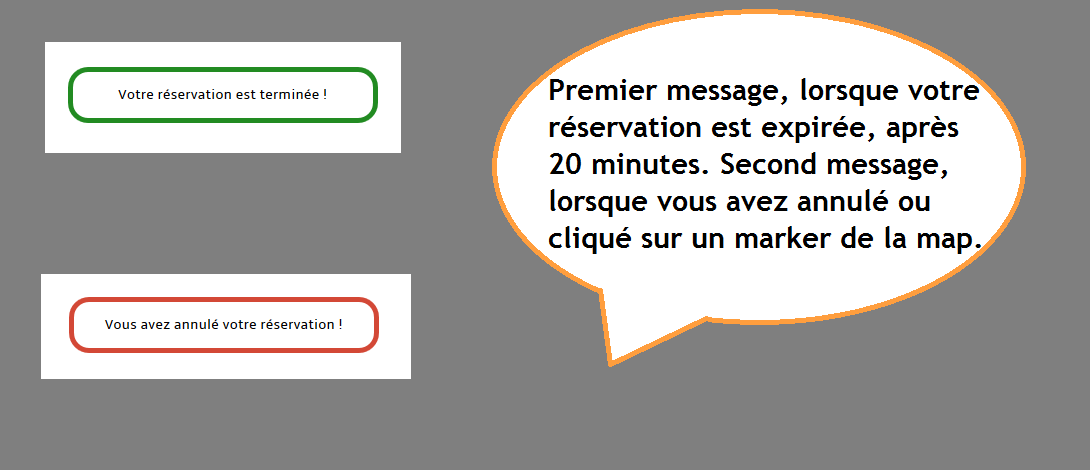 Votre réservation est terminée !
Vous avez annulé votre réservation !
Premier message, lorsque votre
réservation est expirée, après
20 minutes. Second message,
lorsque vous avez annulé ou
cliqué sur un marker de la map.